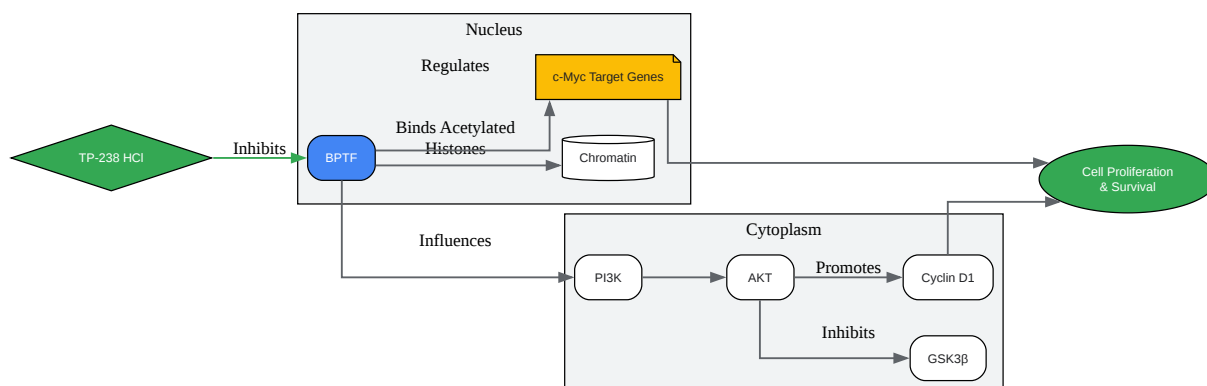 Nucleus
Regulates
c-Myc Target Genes
Binds Acetylated
Histones
Inhibits
TP-238 HCl
BPTF
Chromatin
Cell Proliferation
& Survival
Influences
Cytoplasm
PI3K
AKT
Promotes
Cyclin D1
Inhibits
GSK3β